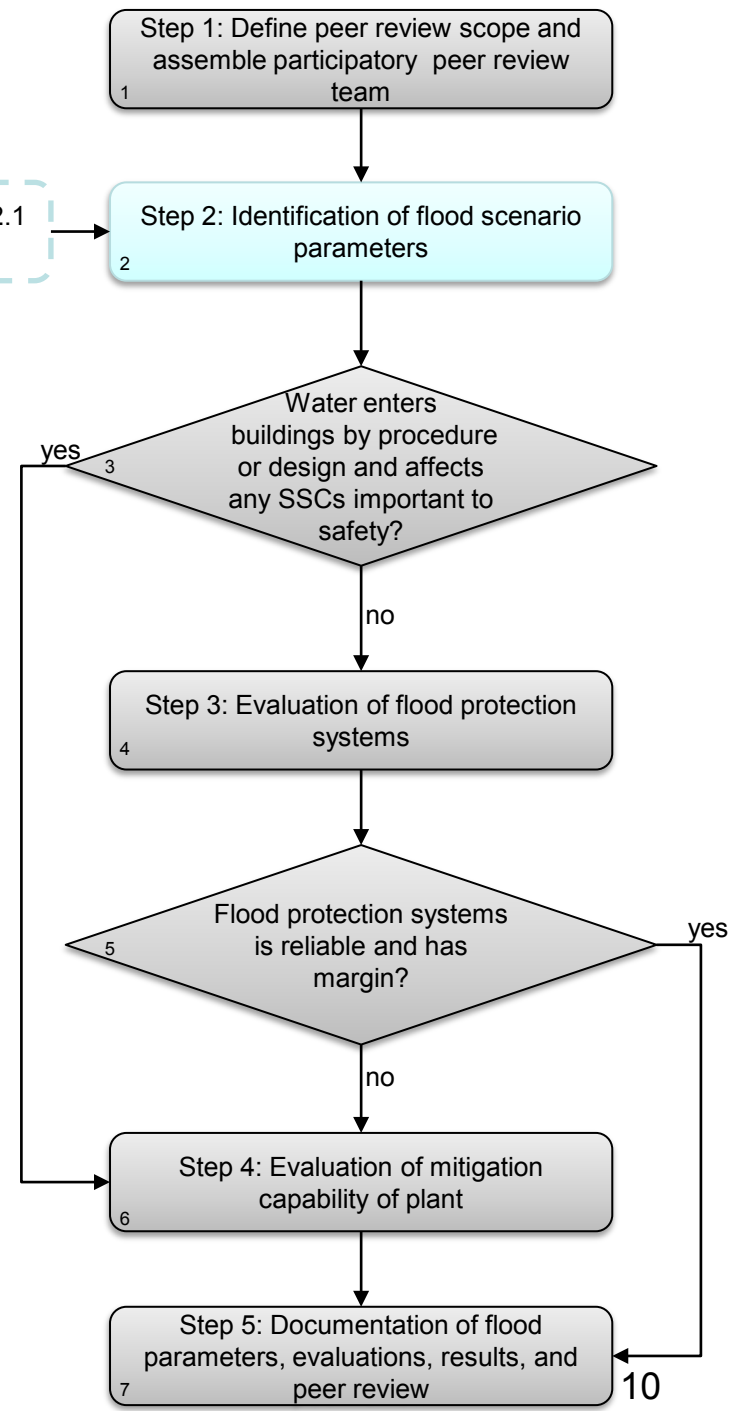 Step 1: Define peer review scope and
assemble participatory peer review
team
1
2.1
Step 2: Identification of flood scenario
parameters
2
Water enters
buildings by procedure
or design and affects
any SSCs important to
safety?
3
yes
no
Step 3: Evaluation of flood protection
systems
4
Flood protection systems
is reliable and has
margin?
5
yes
no
Step 4: Evaluation of mitigation
capability of plant
6
Step 5: Documentation of flood
parameters, evaluations, results, and
peer review
7
10